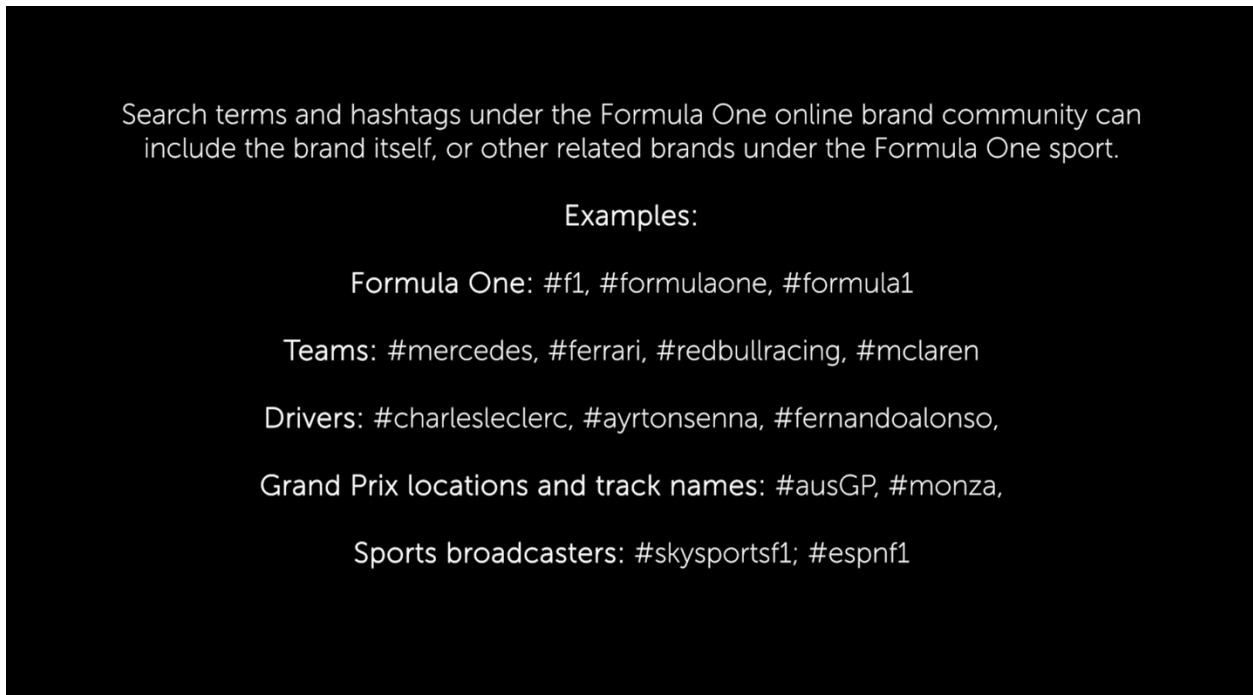 Search terms and hashtags under the Formula One online brand community can
include the brand itself, or other related brands under the Formula One sport.
Examples:
Formula One: #f1, #formulaone, #formula1
Teams: #mercedes, #ferrari, #redbullracing, #mclaren
Drivers: #charlesleclerc, #ayrtonsenna, #fernandoalonso,
Grand Prix locations and track names: #ausGP, #monza,
Sports broadcasters: #skysportsf1; #espnf1